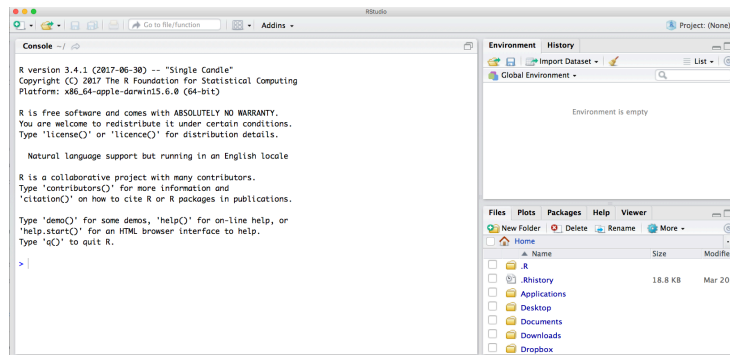 RStudio
Go to file/function
Addins
Project: (None)
Console ~/
R version 3.4.1 (2017-06-30) -- "Single Candle"
Copyright (C) 2017 The R Foundation for Statistical Computing
Platform: x86_64-apple-darwin15.6.0 (64-bit)
R is free software and comes with ABSOLUTELY NO WARRANTY.
You are welcome to redistribute it under certain conditions.
Type 'license()' or 'licence()' for distribution details.
Natural language support but running in an English locale
R is a collaborative project with many contributors.
Type 'contributors()' for more information and
'citation()' on how to cite R or R packages in publications.
Type 'demo()' for some demos, 'help()' for on-line help, or
'help.start()' for an HTML browser interface to help.
Type 'q()' to quit R.
>
Environment History
Import Dataset List
Global Environment
Environment is empty
Files Plots Packages Help Viewer
New Folder Delete Rename More
Home
Name Size Modifie
.R
.Rhistory 18.8 KB Mar 20
Applications
Desktop
Documents
Downloads
Dropbox